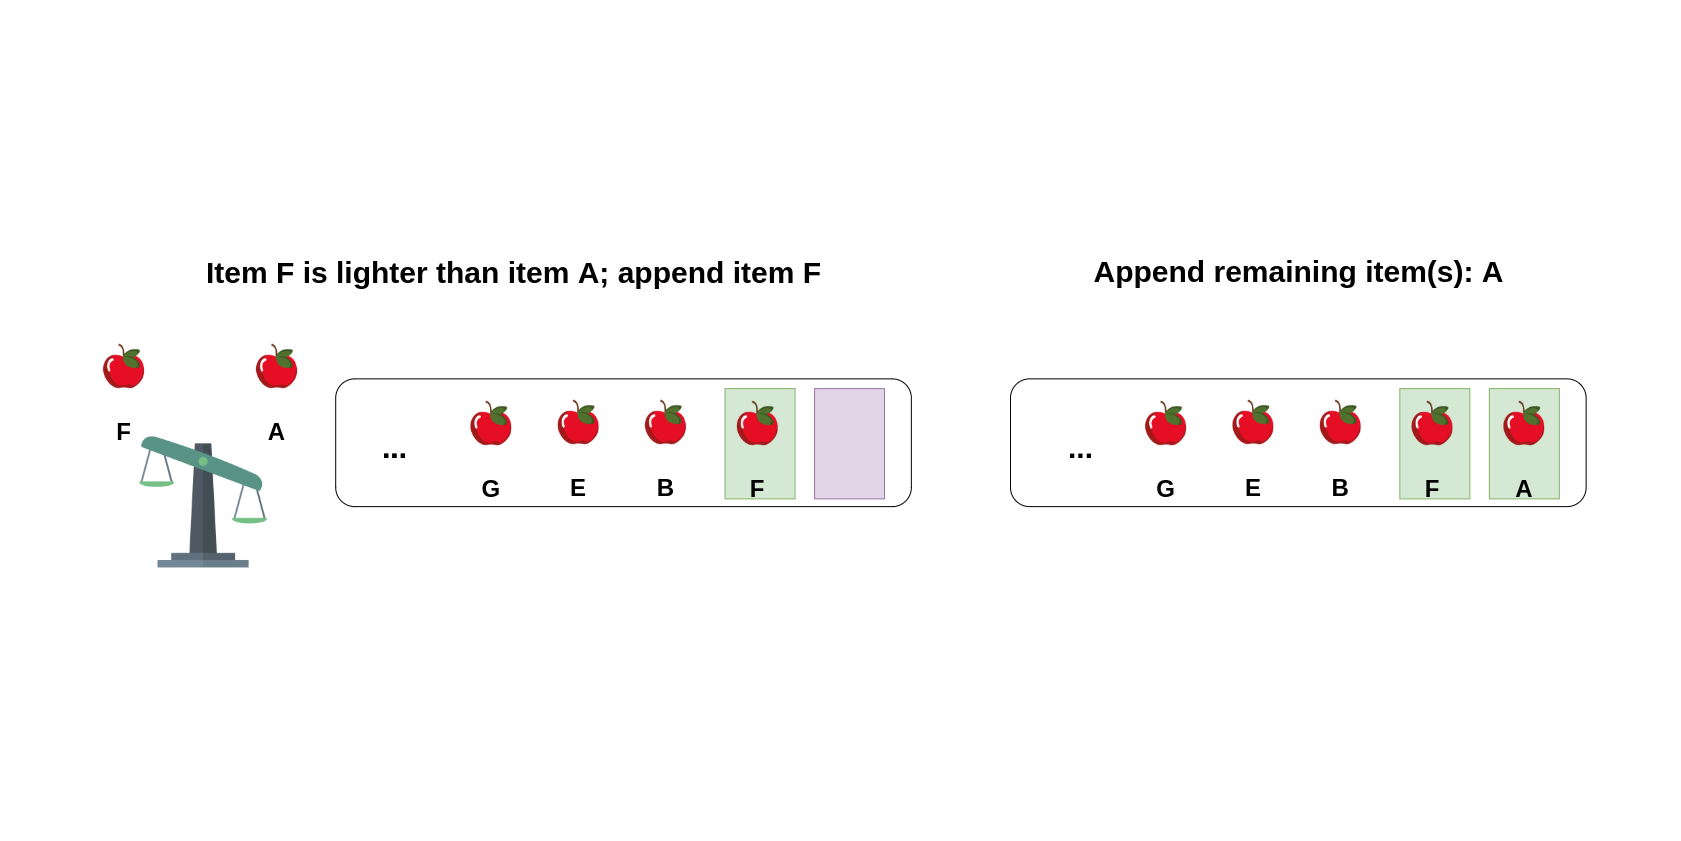 Item F is lighter than item A; append item F
F A
... G E B F
Append remaining item(s): A
... G E B F A